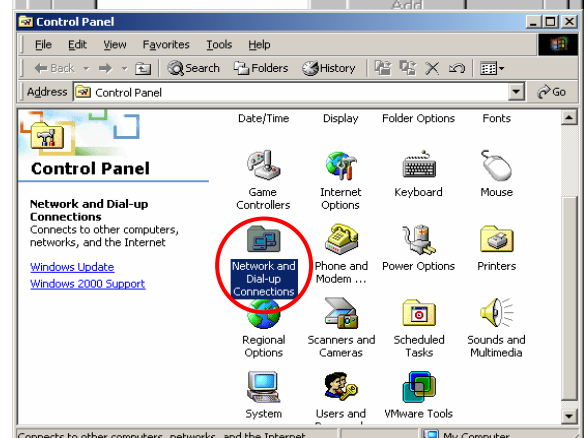 Add
Control Panel
File Edit View Favorites Tools Help
Back Search Folders History
Address Control Panel Go
Control Panel
Network and Dial-up
Connections
Connects to other computers,
networks, and the Internet
Windows Update
Windows 2000 Support
Date/Time Display Folder Options Fonts
Game
Controllers
Internet
Options
Keyboard
Mouse
Network and
Dial-up
Connections
Phone and
Modem ...
Power Options
Printers
Regional
Options
Scanners and
Cameras
Scheduled
Tasks
Sounds and
Multimedia
System
Users and
VMware Tools
Connects to other computers, networks, and the Internet
My Computer